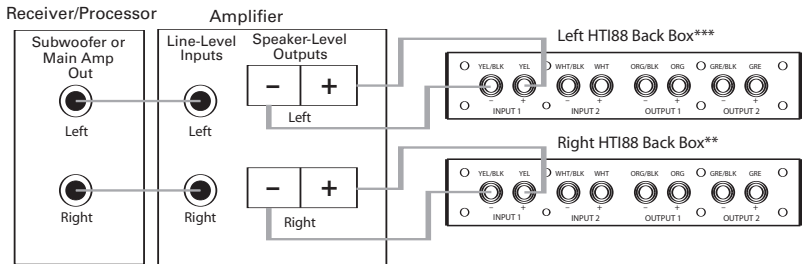 Receiver/Processor
Amplifier
Subwoofer or
Main Amp
Out
Left
Right
Line-Level
Inputs
Left
Right
Speaker-Level
Outputs
– +
Left
– +
Right
Left HTI88 Back Box***
YEL/BLK YEL WHT/BLK WHT ORG/BLK ORG GRE/BLK GRE
– + – + – + – +
INPUT 1 INPUT 2 OUTPUT 1 OUTPUT 2
Right HTI88 Back Box**
YEL/BLK YEL WHT/BLK WHT ORG/BLK ORG GRE/BLK GRE
– + – + – + – +
INPUT 1 INPUT 2 OUTPUT 1 OUTPUT 2